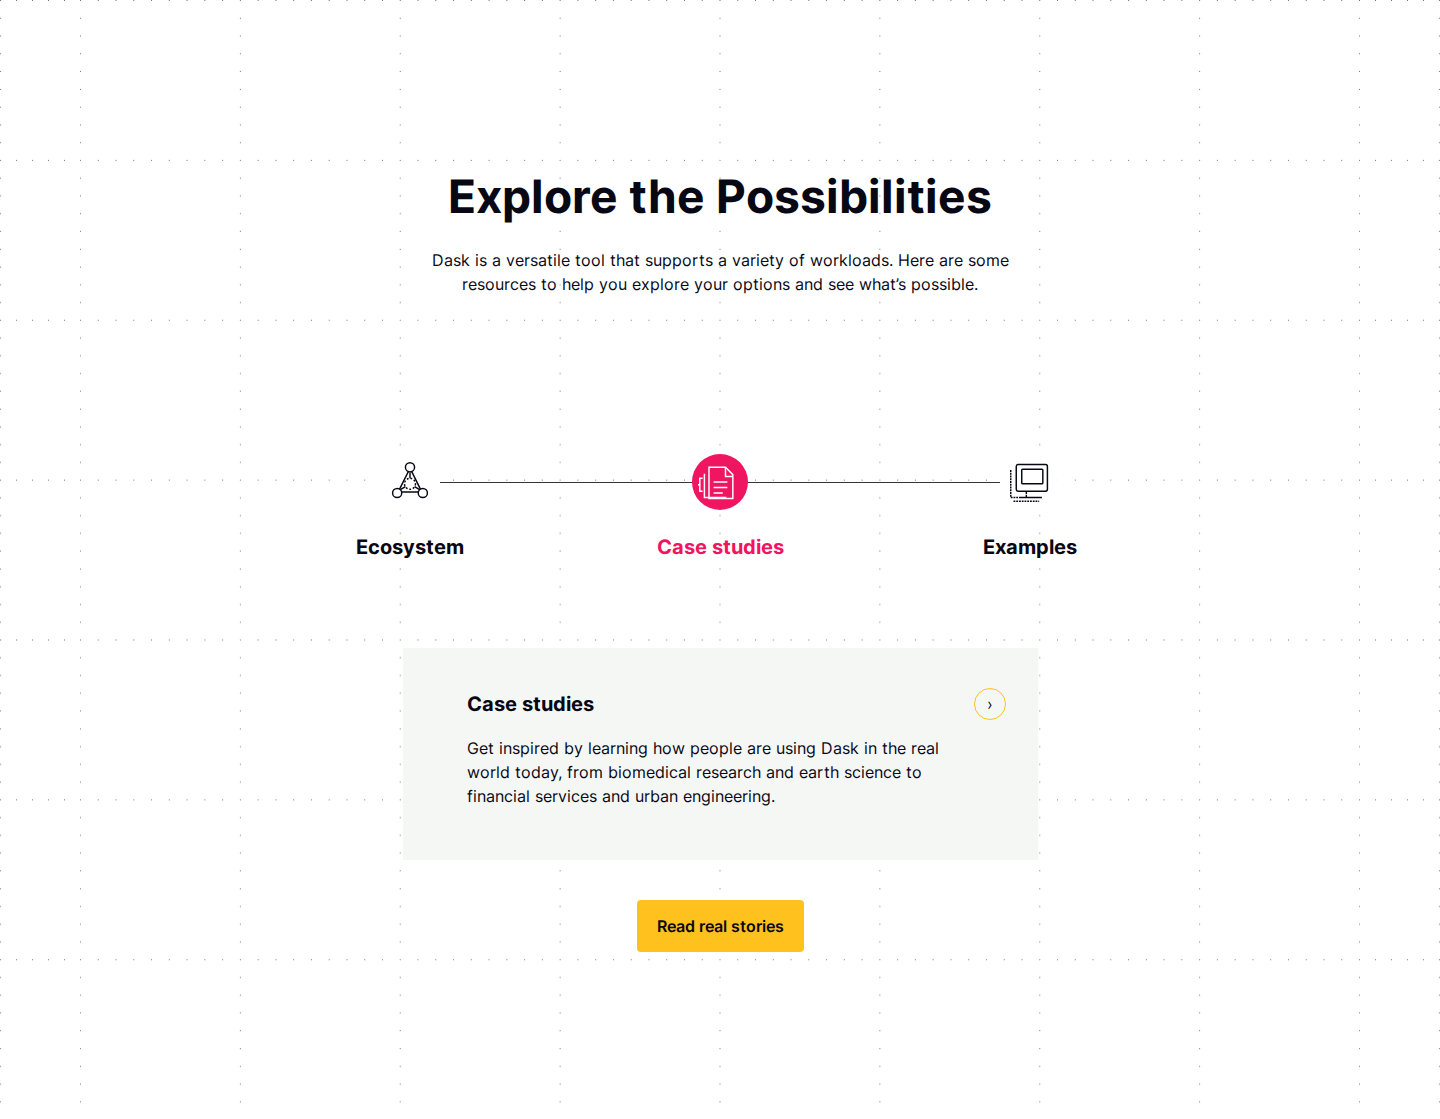 Explore the Possibilities
Dask is a versatile tool that supports a variety of workloads. Here are some
resources to help you explore your options and see what’s possible.
Ecosystem
Case studies
Examples
Case studies
›
Get inspired by learning how people are using Dask in the real
world today, from biomedical research and earth science to
financial services and urban engineering.
Read real stories